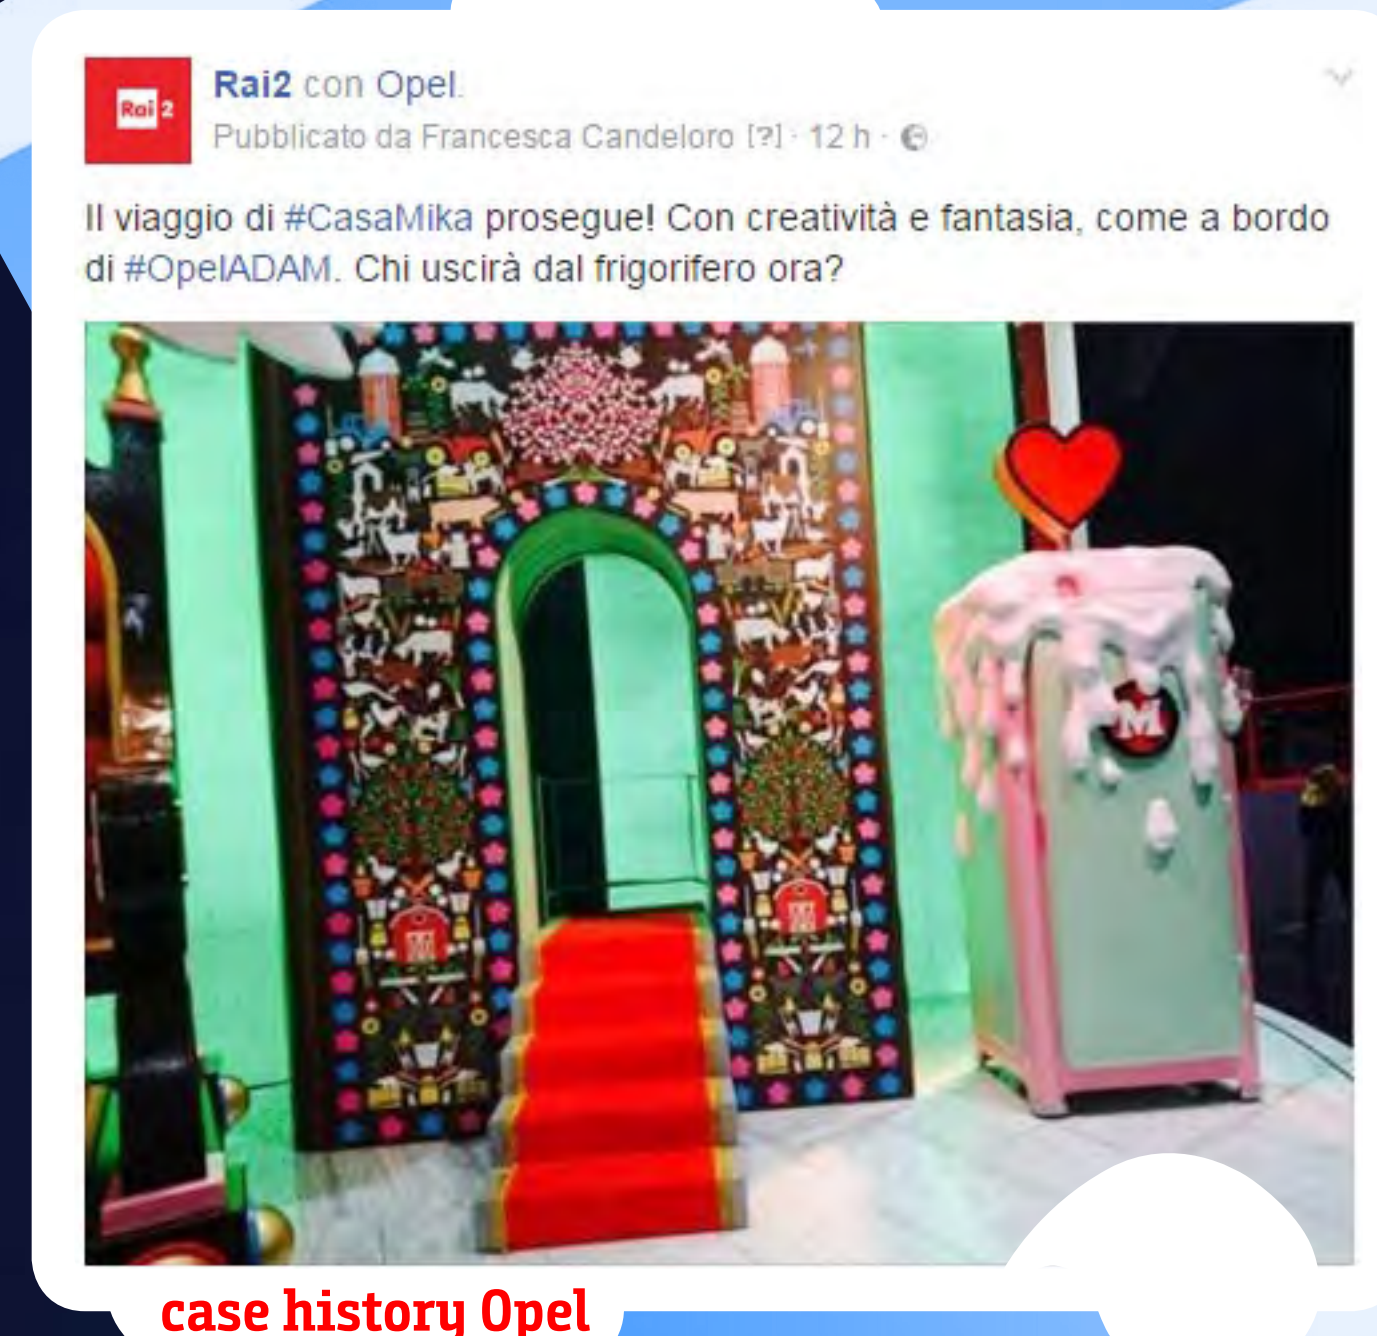 Rai 2
Rai2 con Opel.
Pubblicato da Francesca Candeloro [?] · 12 h ·
Il viaggio di #CasaMika prosegue! Con creatività e fantasia, come a bordo
di #OpelADAM. Chi uscirà dal frigorifero ora?
M
case history Opel